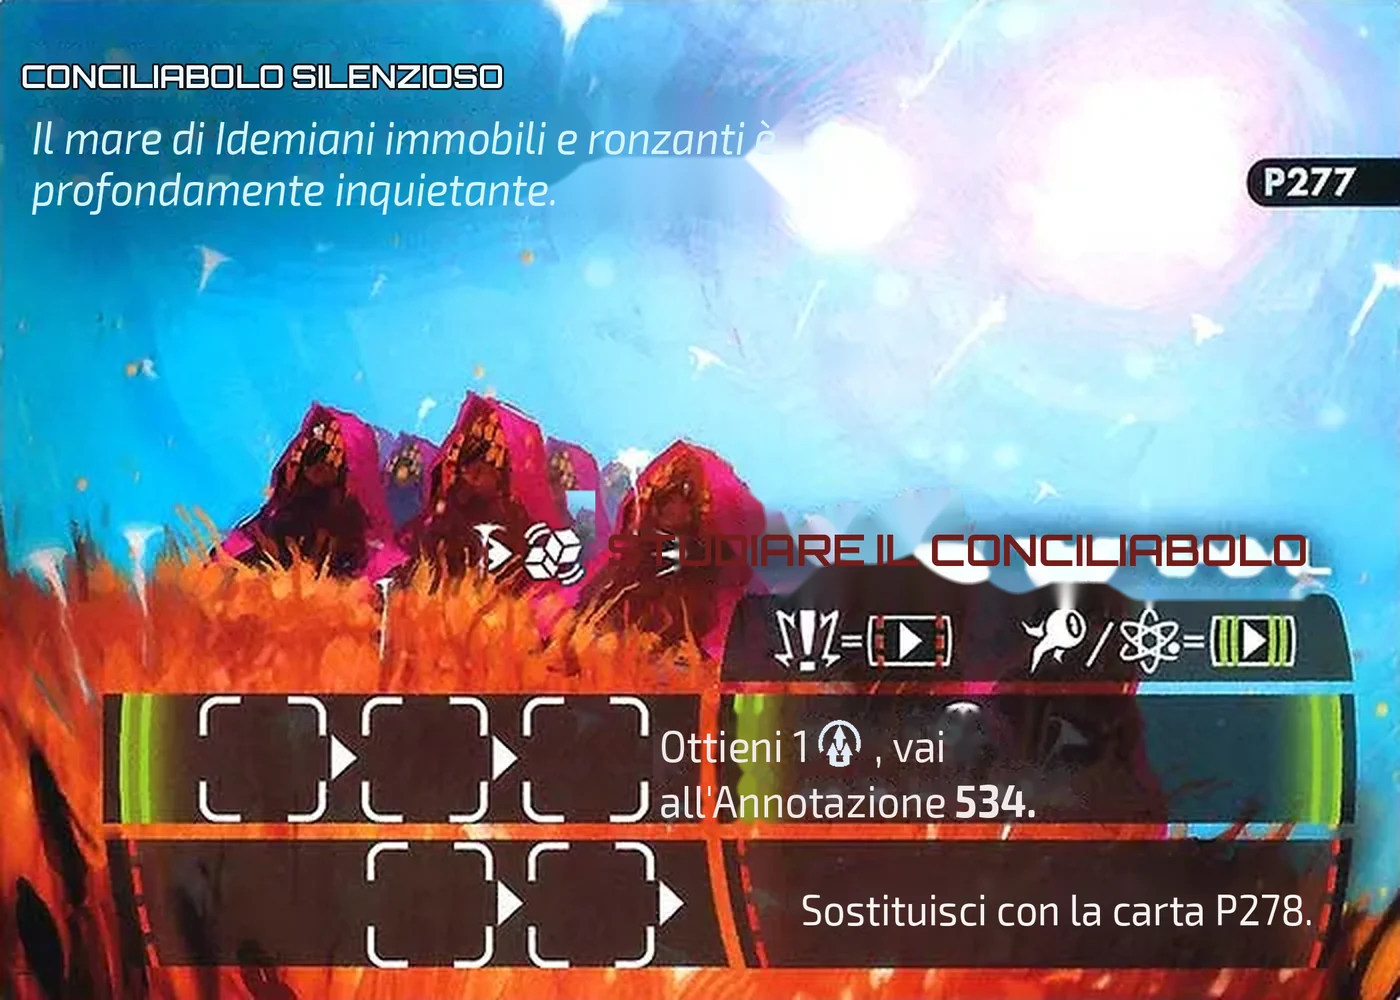 CONCILIABOLO SILENZIOSO
Il mare di Idemiani immobili e ronzanti è
profondamente inquietante.
P277
STUDIARE IL CONCILIABOLO
Ottieni 1 , vai
all'Annotazione 534.
Sostituisci con la carta P278.